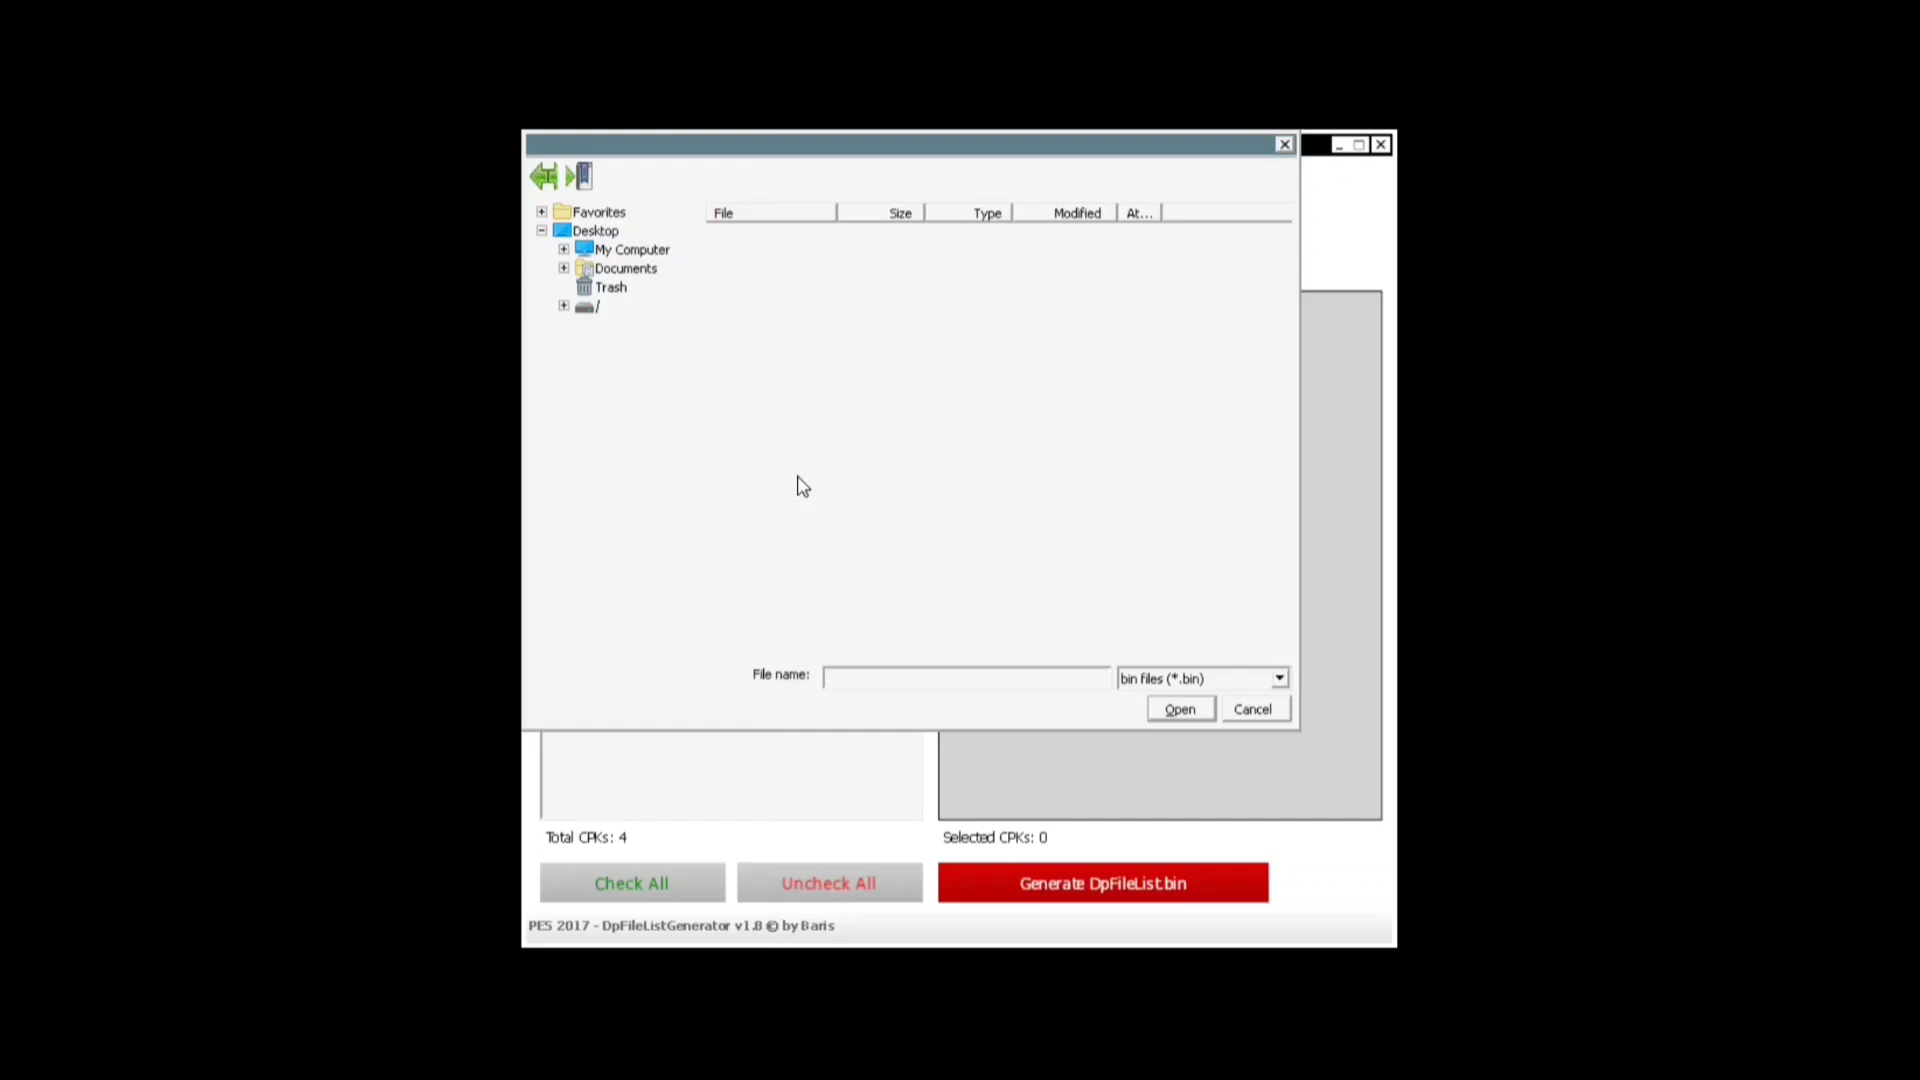 Favorites
Desktop
My Computer
Documents
Trash
/
File Size Type Modified At...
File name: bin files (*.bin)
Open Cancel
Total CPKs: 4
Selected CPKs: 0
Check All Uncheck All Generate DpFileList.bin
PES 2017 - DpFileListGenerator v1.8 © by Baris